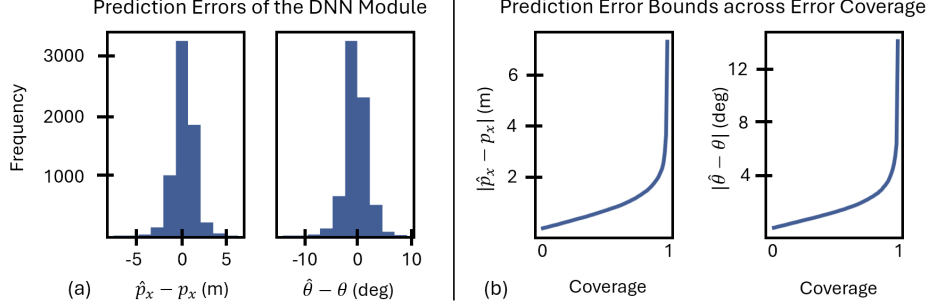 Prediction Errors of the DNN Module
Frequency
3000
2000
1000
-5 0 5
-10 0 10
(a) p̂ₓ − pₓ (m)
θ̂ − θ (deg)
Prediction Error Bounds across Error Coverage
|p̂ₓ − pₓ| (m)
6
4
2
0 1
Coverage
|θ̂ − θ| (deg)
12
8
4
0 1
Coverage
(b)